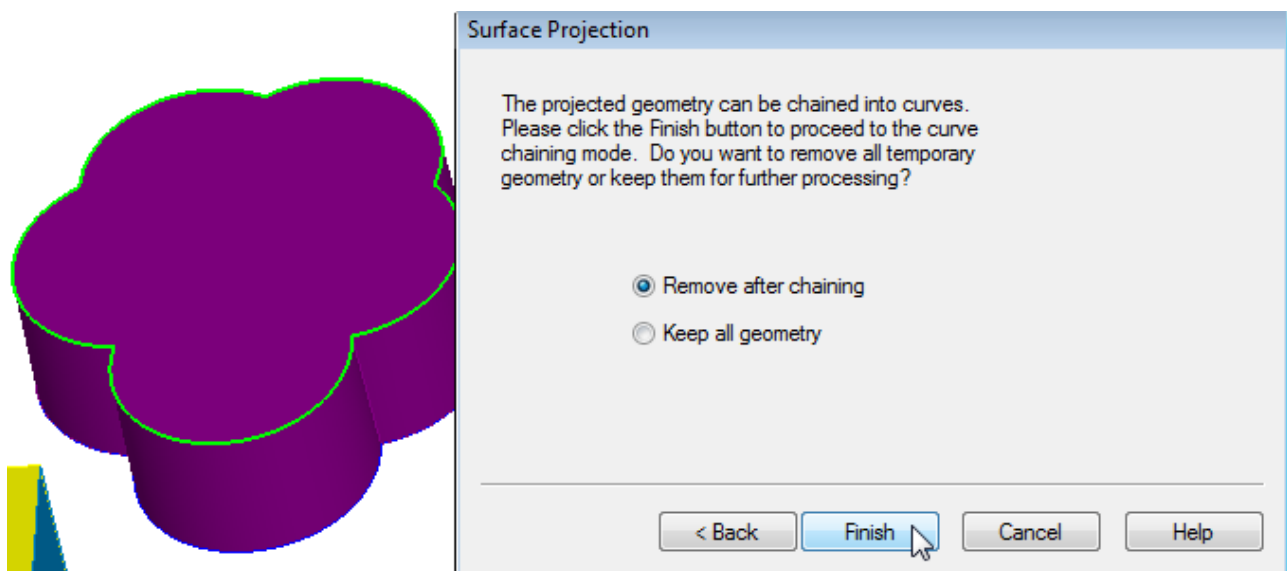 Surface Projection
The projected geometry can be chained into curves.
Please click the Finish button to proceed to the curve
chaining mode.  Do you want to remove all temporary
geometry or keep them for further processing?
Remove after chaining
Keep all geometry
< Back
Finish
Cancel
Help